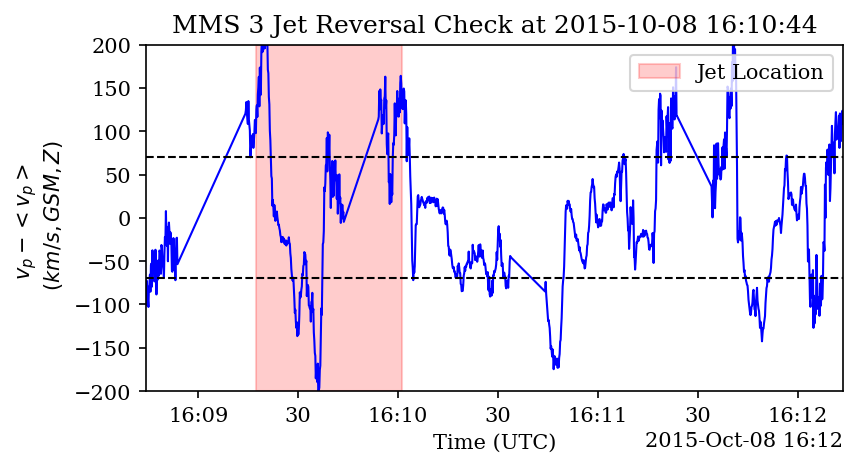 MMS 3 Jet Reversal Check at 2015-10-08 16:10:44
Jet Location
200
150
100
50
0
−50
−100
−150
−200
v_p − < v_p >
(km/s, GSM, Z)
16:09
30
16:10
30
16:11
30
16:12
Time (UTC)
2015-Oct-08 16:12